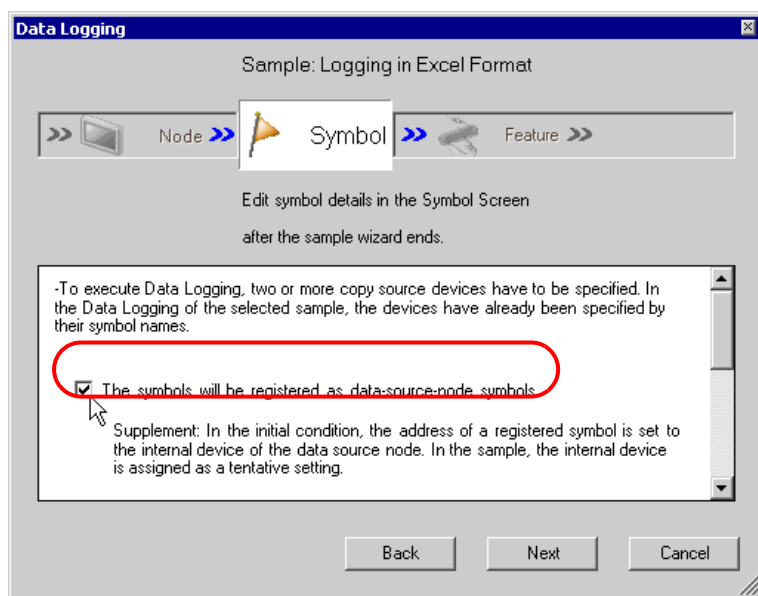 Data Logging
Sample: Logging in Excel Format
>> Node >> Symbol >> Feature >>
Edit symbol details in the Symbol Screen
after the sample wizard ends.
-To execute Data Logging, two or more copy source devices have to be specified. In
the Data Logging of the selected sample, the devices have already been specified by
their symbol names.
The symbols will be registered as data-source-node symbols
Supplement: In the initial condition, the address of a registered symbol is set to
the internal device of the data source node. In the sample, the internal device
is assigned as a tentative setting.
Back Next Cancel